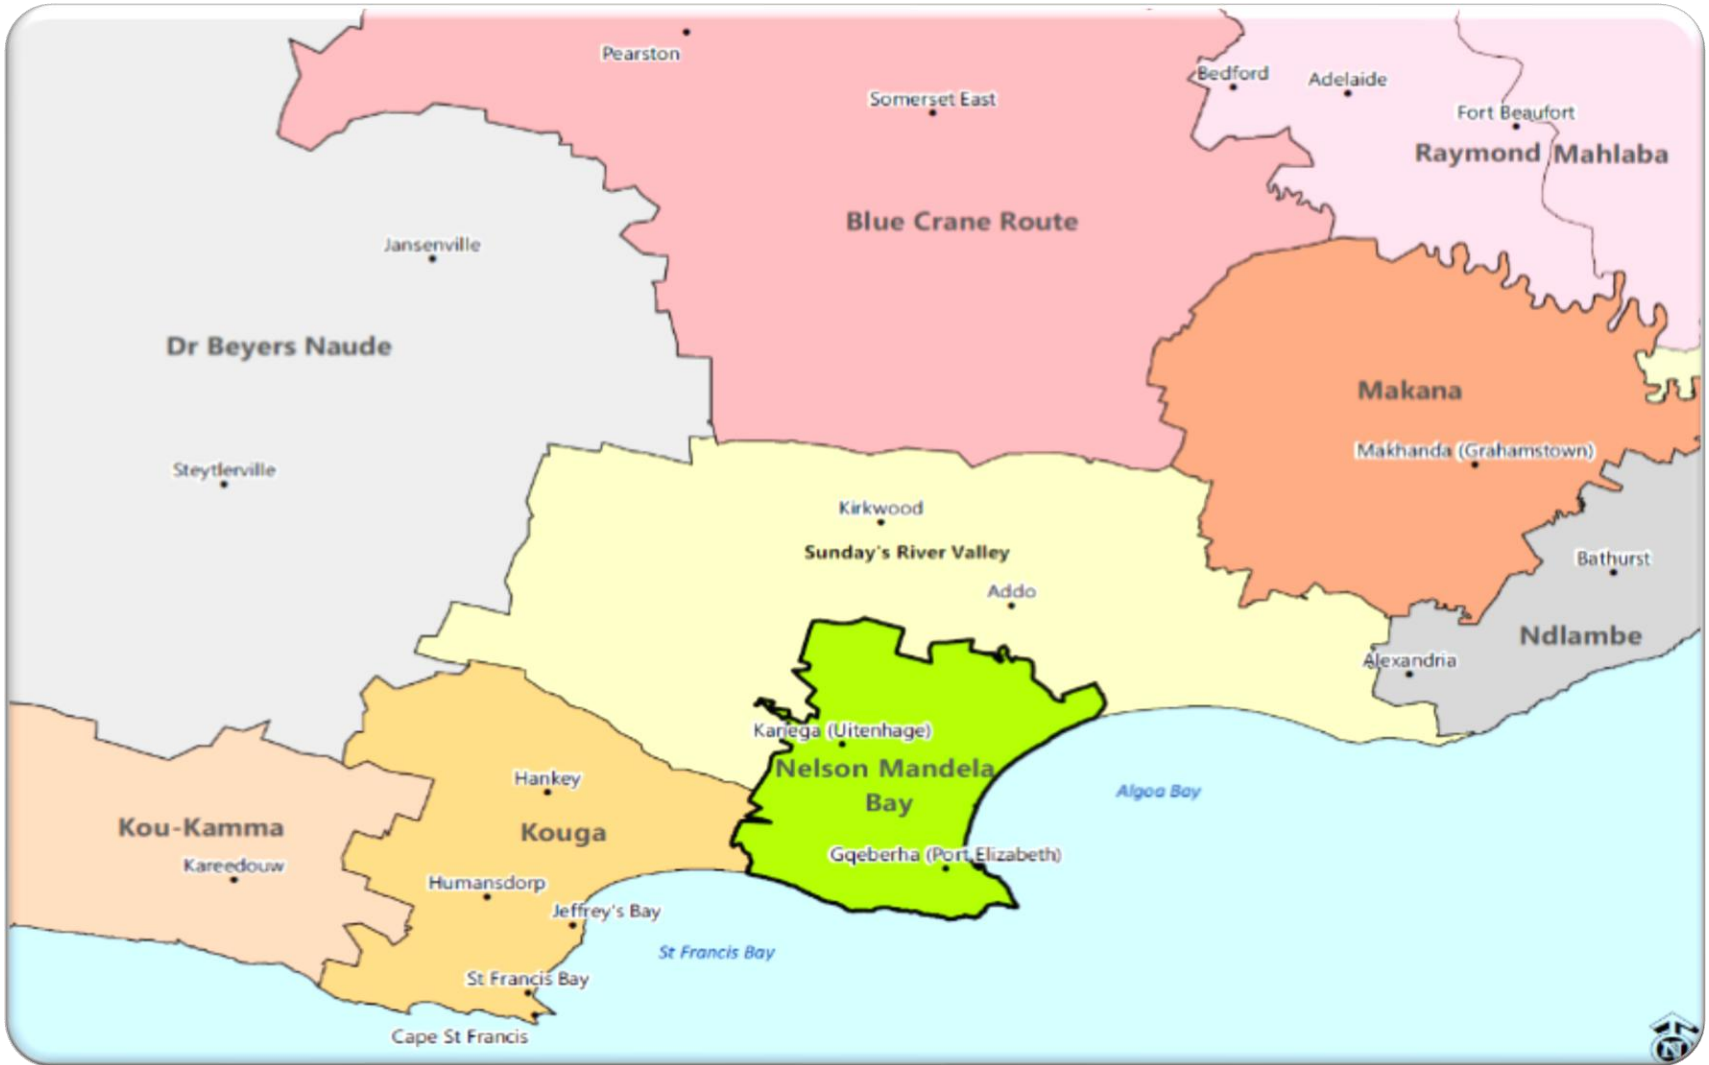 Pearston
Somerset East
Bedford
Adelaide
Fort Beaufort
Raymond Mahlaba
Blue Crane Route
Jansenville
Dr Beyers Naude
Makana
Makhanda (Grahamstown)
Steytlerville
Kirkwood
Sunday's River Valley
Addo
Bathurst
Ndlambe
Alexandria
Kariega (Uitenhage)
Nelson Mandela
Bay
Algoa Bay
Hankey
Kouga
Kou-Kamma
Kareedouw
Gqeberha (Port Elizabeth)
Humansdorp
Jeffrey's Bay
St Francis Bay
St Francis Bay
Cape St Francis
N